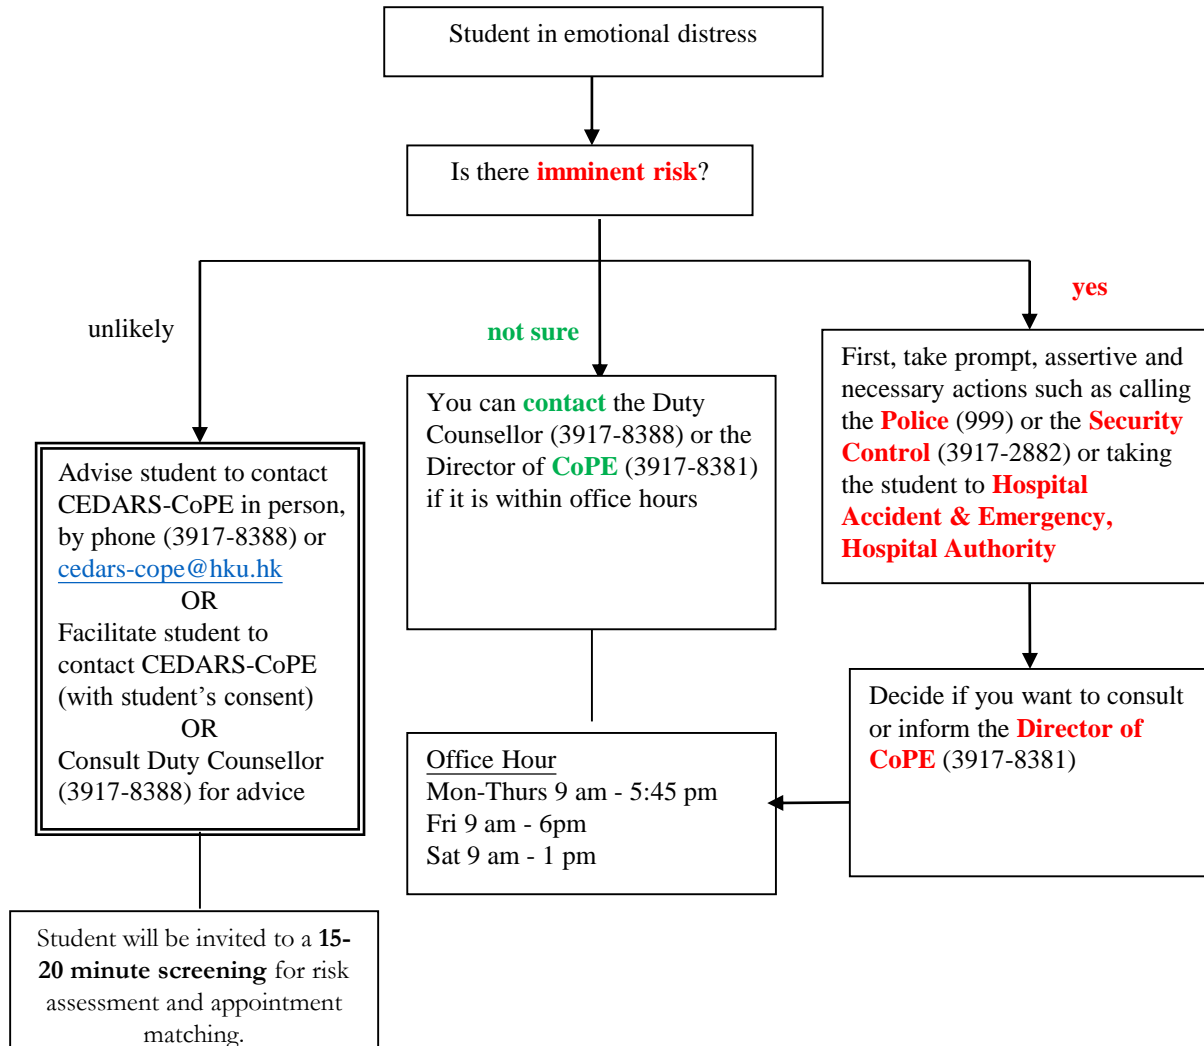 Student in emotional distress
Is there imminent risk?
unlikely
not sure
yes
Advise student to contact
CEDARS-CoPE in person,
by phone (3917-8388) or
cedars-cope@hku.hk
OR
Facilitate student to
contact CEDARS-CoPE
(with student’s consent)
OR
Consult Duty Counsellor
(3917-8388) for advice
Student will be invited to a 15-
20 minute screening for risk
assessment and appointment
matching.
You can contact the Duty
Counsellor (3917-8388) or the
Director of CoPE (3917-8381)
if it is within office hours
Office Hour
Mon-Thurs 9 am - 5:45 pm
Fri 9 am - 6pm
Sat 9 am - 1 pm
First, take prompt, assertive and
necessary actions such as calling
the Police (999) or the Security
Control (3917-2882) or taking
the student to Hospital
Accident & Emergency,
Hospital Authority
Decide if you want to consult
or inform the Director of
CoPE (3917-8381)